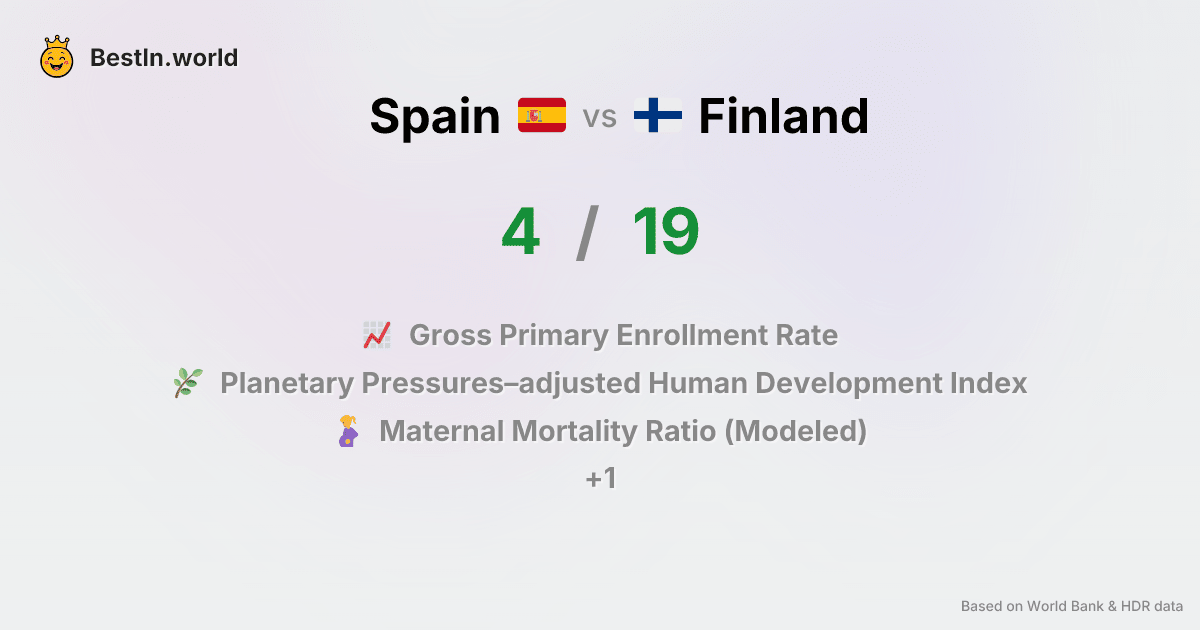 BestIn.world
Spain vs Finland
4 / 19
Gross Primary Enrollment Rate
Planetary Pressures–adjusted Human Development Index
Maternal Mortality Ratio (Modeled)
+1
Based on World Bank & HDR data